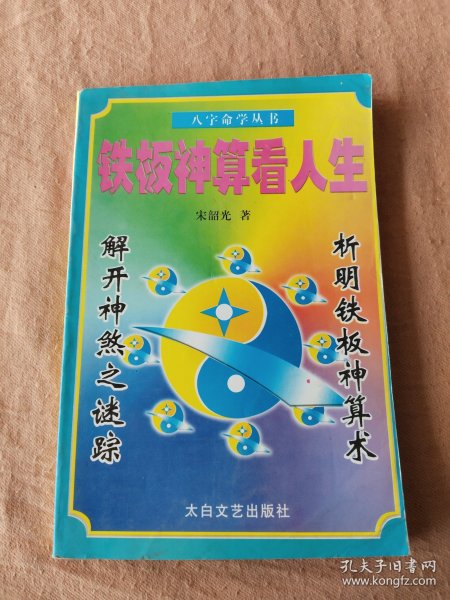 八字命学丛书
铁板神算看人生
宋韶光 著
析明铁板神算术
解开神煞之谜踪
太白文艺出版社
孔夫子旧书网
www.kongfz.com